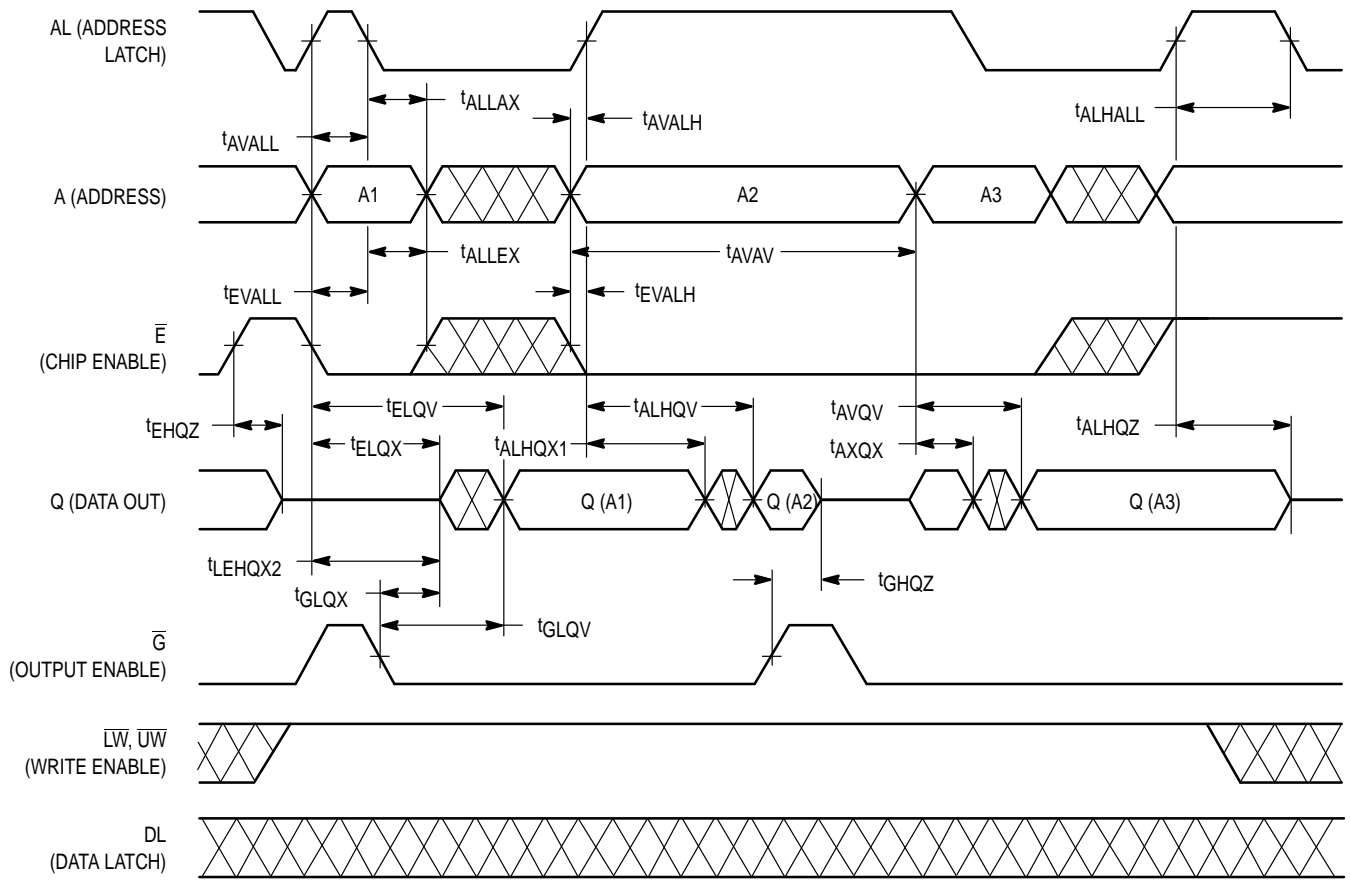 AL (ADDRESS
LATCH)
tALLAX
tAVALH
tALHALL
tAVALL
A (ADDRESS)
A1
A2
A3
tALLEX
tAVAV
tEVALL
tEVALH
E
(CHIP ENABLE)
tELQV
tALHQV
tAVQV
tEHQZ
tELQX
tALHQX1
tAXQX
tALHQZ
Q (DATA OUT)
Q (A1)
Q (A2)
Q (A3)
tLEHQX2
tGLQX
tGHQZ
tGLQV
G
(OUTPUT ENABLE)
LW, UW
(WRITE ENABLE)
DL
(DATA LATCH)